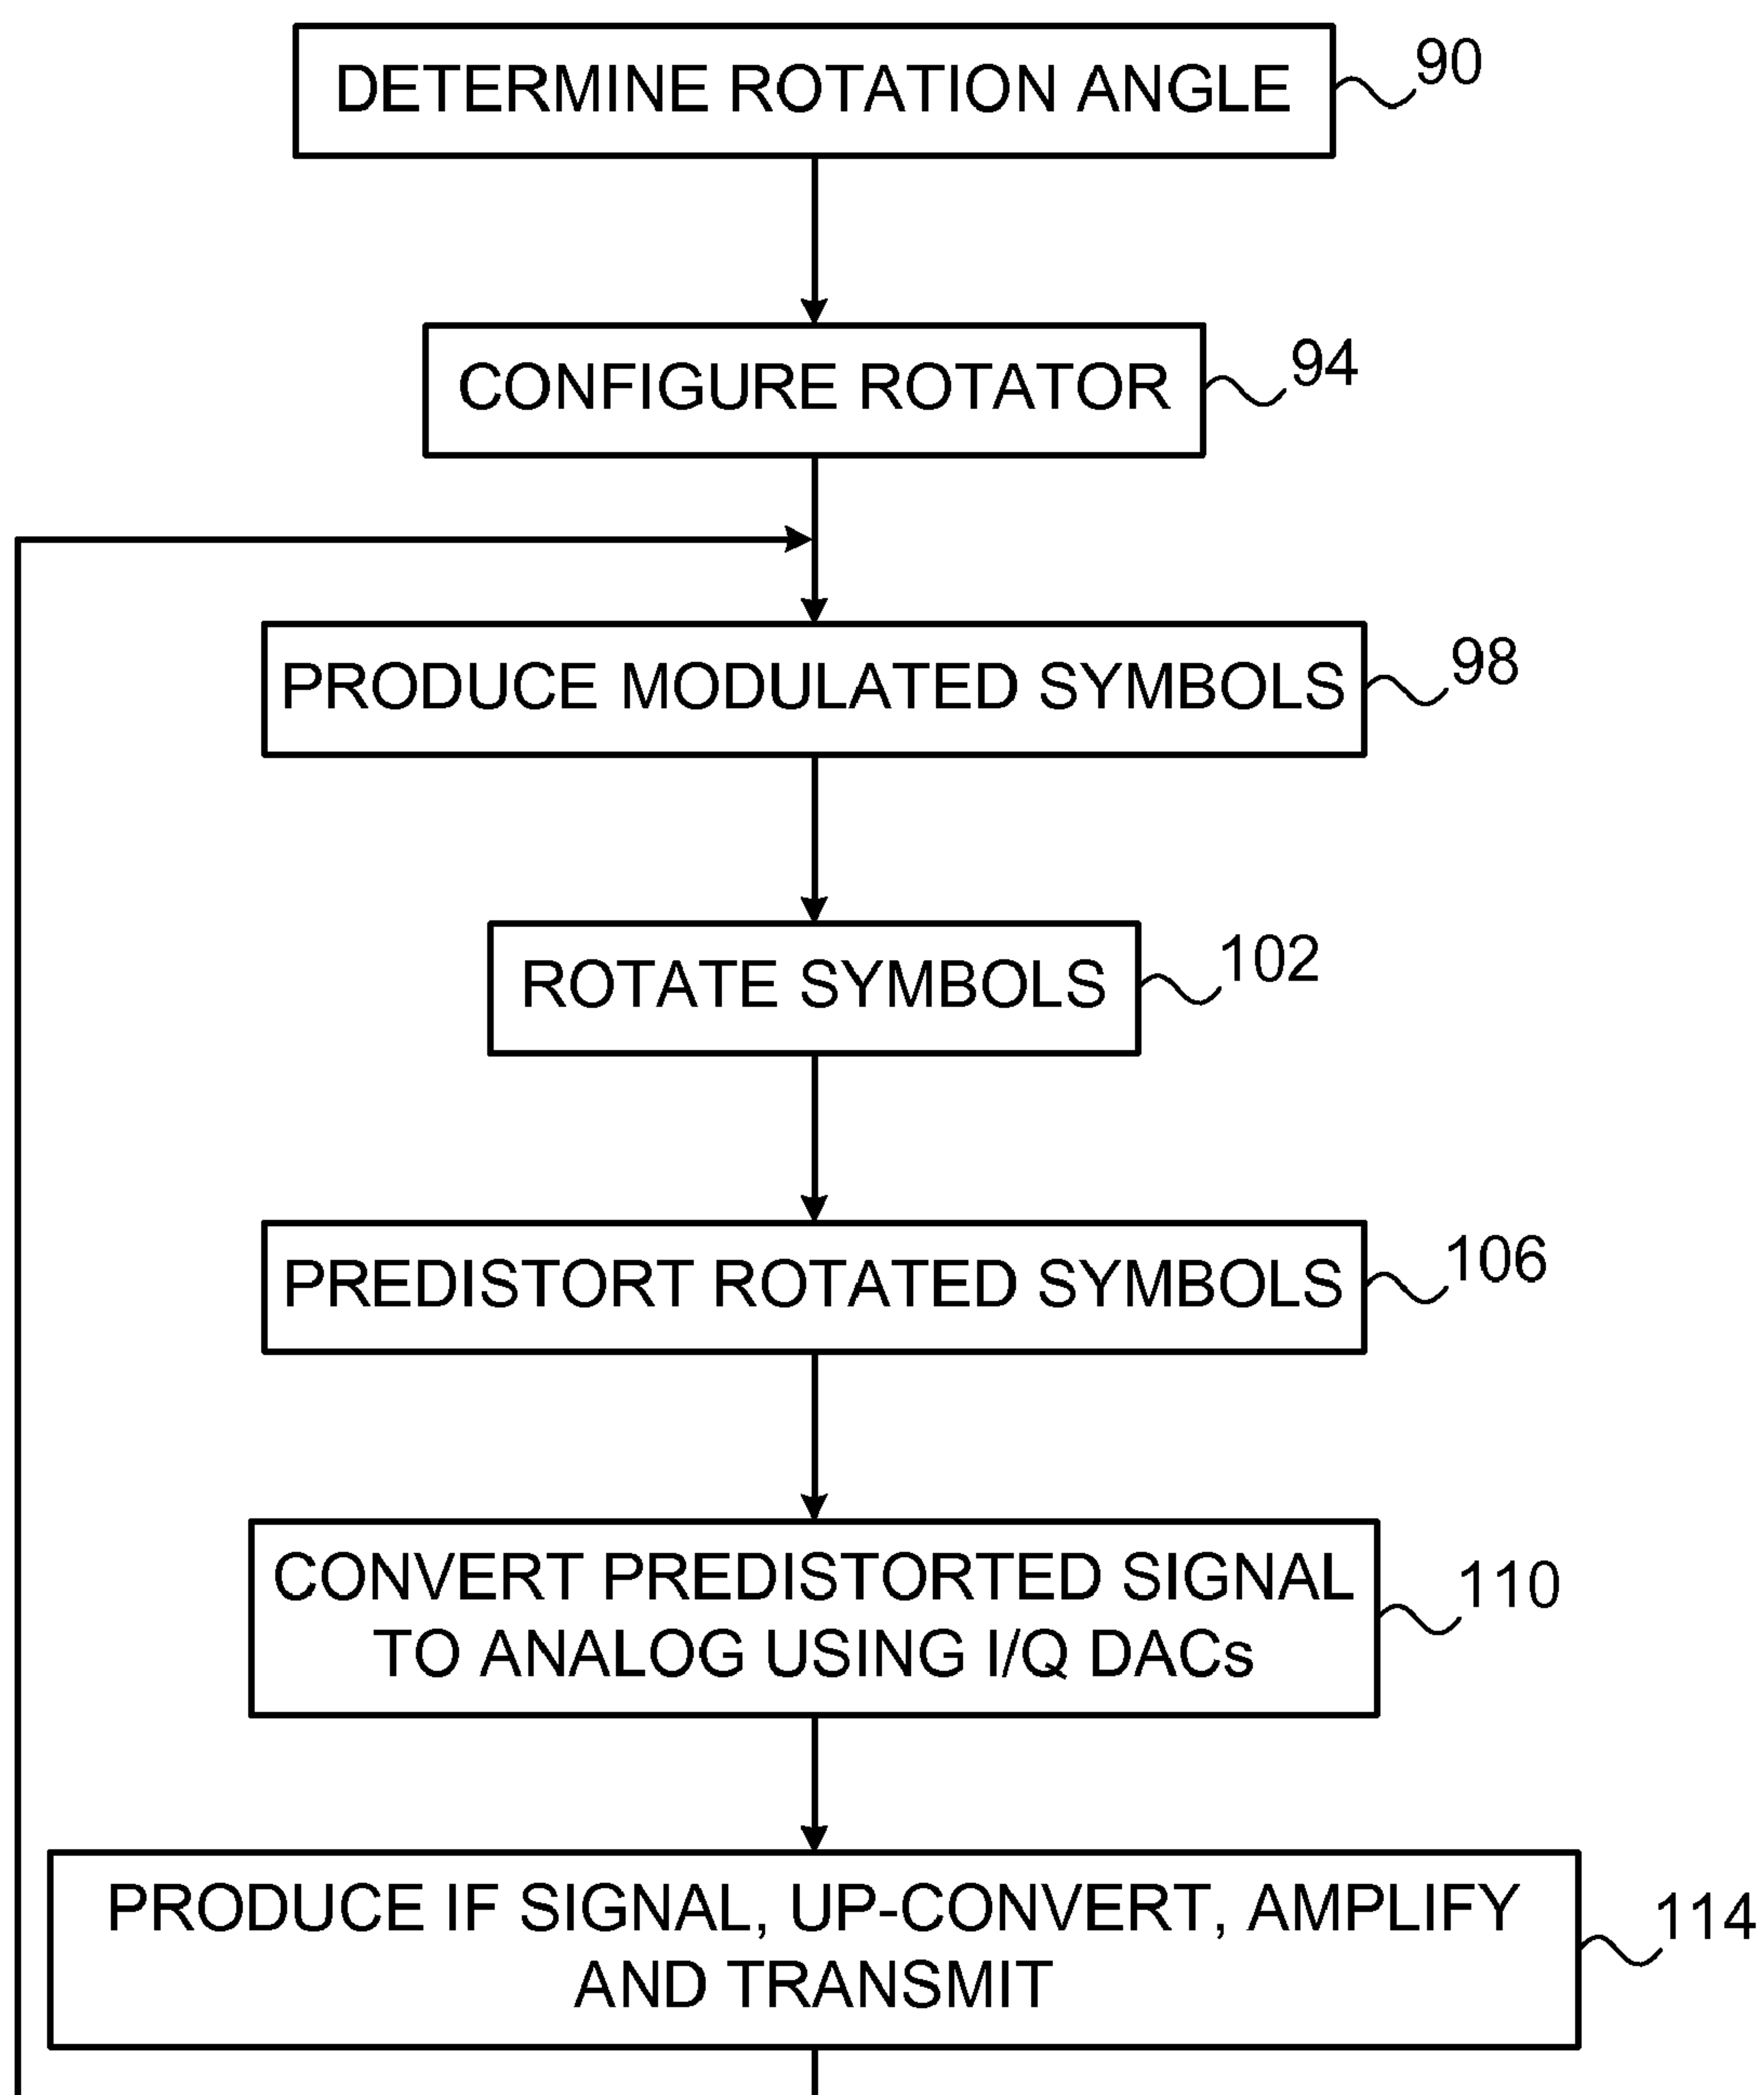 DETERMINE ROTATION ANGLE
90
CONFIGURE ROTATOR
94
PRODUCE MODULATED SYMBOLS
98
ROTATE SYMBOLS
102
PREDISTORT ROTATED SYMBOLS
106
CONVERT PREDISTORTED SIGNAL
TO ANALOG USING I/Q DACs
110
PRODUCE IF SIGNAL, UP-CONVERT, AMPLIFY
AND TRANSMIT
114